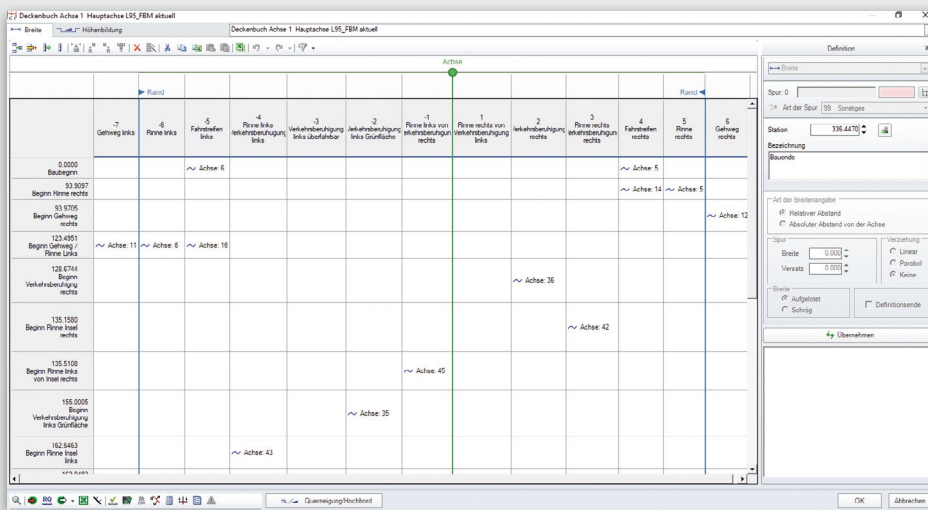 Deckenbuch Achse 1 Hauptachse L95_FBM aktuell
Breite
Höhenbildung
Deckenbuch Achse 1 Hauptachse L95_FBM aktuell
Achse
Rand
Rand
-7
Gehweg links
-6
Rinne links
-5
Fahrstreifen
links
-4
Rinne links
/erkehrsberuhugung
links
-3
Verkehrsberuhigung
links überfahrbar
-2
/erkehrsberuhigung
links Grünfläche
-1
Rinne links von
erkehrsberuhigun
rechts
1
Rinne rechts von
Verkehrsberuhigung
links
2
/erkehrsberuhigung
rechts
3
Rinne rechts
erkehrsberuhigun
rechts
4
Fahrstreifen
rechts
5
Rinne
rechts
6
Gehweg
rechts
0.0000
Baubeginn
Achse: 6
Achse: 5
93.9097
Beginn Rinne rechts
Achse: 14
Achse: 5
93.9705
Beginn Gehweg
rechts
Achse: 12
123.4951
Beginn Gehweg /
Rinne Links
Achse: 11
Achse: 6
Achse: 16
128.6744
Beginn
Verkehrsberuhigng
rechts
Achse: 36
135.1580
Beginn Rinne Insel
rechts
Achse: 42
135.5108
Beginn Rinne links
von Insel rechts
Achse: 45
155.0005
Beginn
Verkehrsberuhigung
links Grünfläche
Achse: 35
162.6463
Beginn Rinne Insel
links
Achse: 43
Querneigung/Hochbord
Definition
Breite
Spur: 0
Art der Spur 99 Sonstiges
Station 336.4470
Bezeichnung
Bauende
Art der Breitenangabe
Relativer Abstand
Absoluter Abstand von der Achse
Spur
Breite 0.000
Versatz 0.000
Verziehung
Linear
Parabel
Keine
Breite
Aufgelotet
Schräg
Definitionsende
Übernehmen
OK
Abbrechen